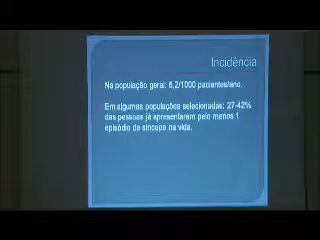 Incidência
Na população geral: 6,2/1000 pacientes/ano.
Em algumas populações selecionadas: 27-42%
das pessoas já apresentaram pelo menos 1
episódio de síncope na vida.